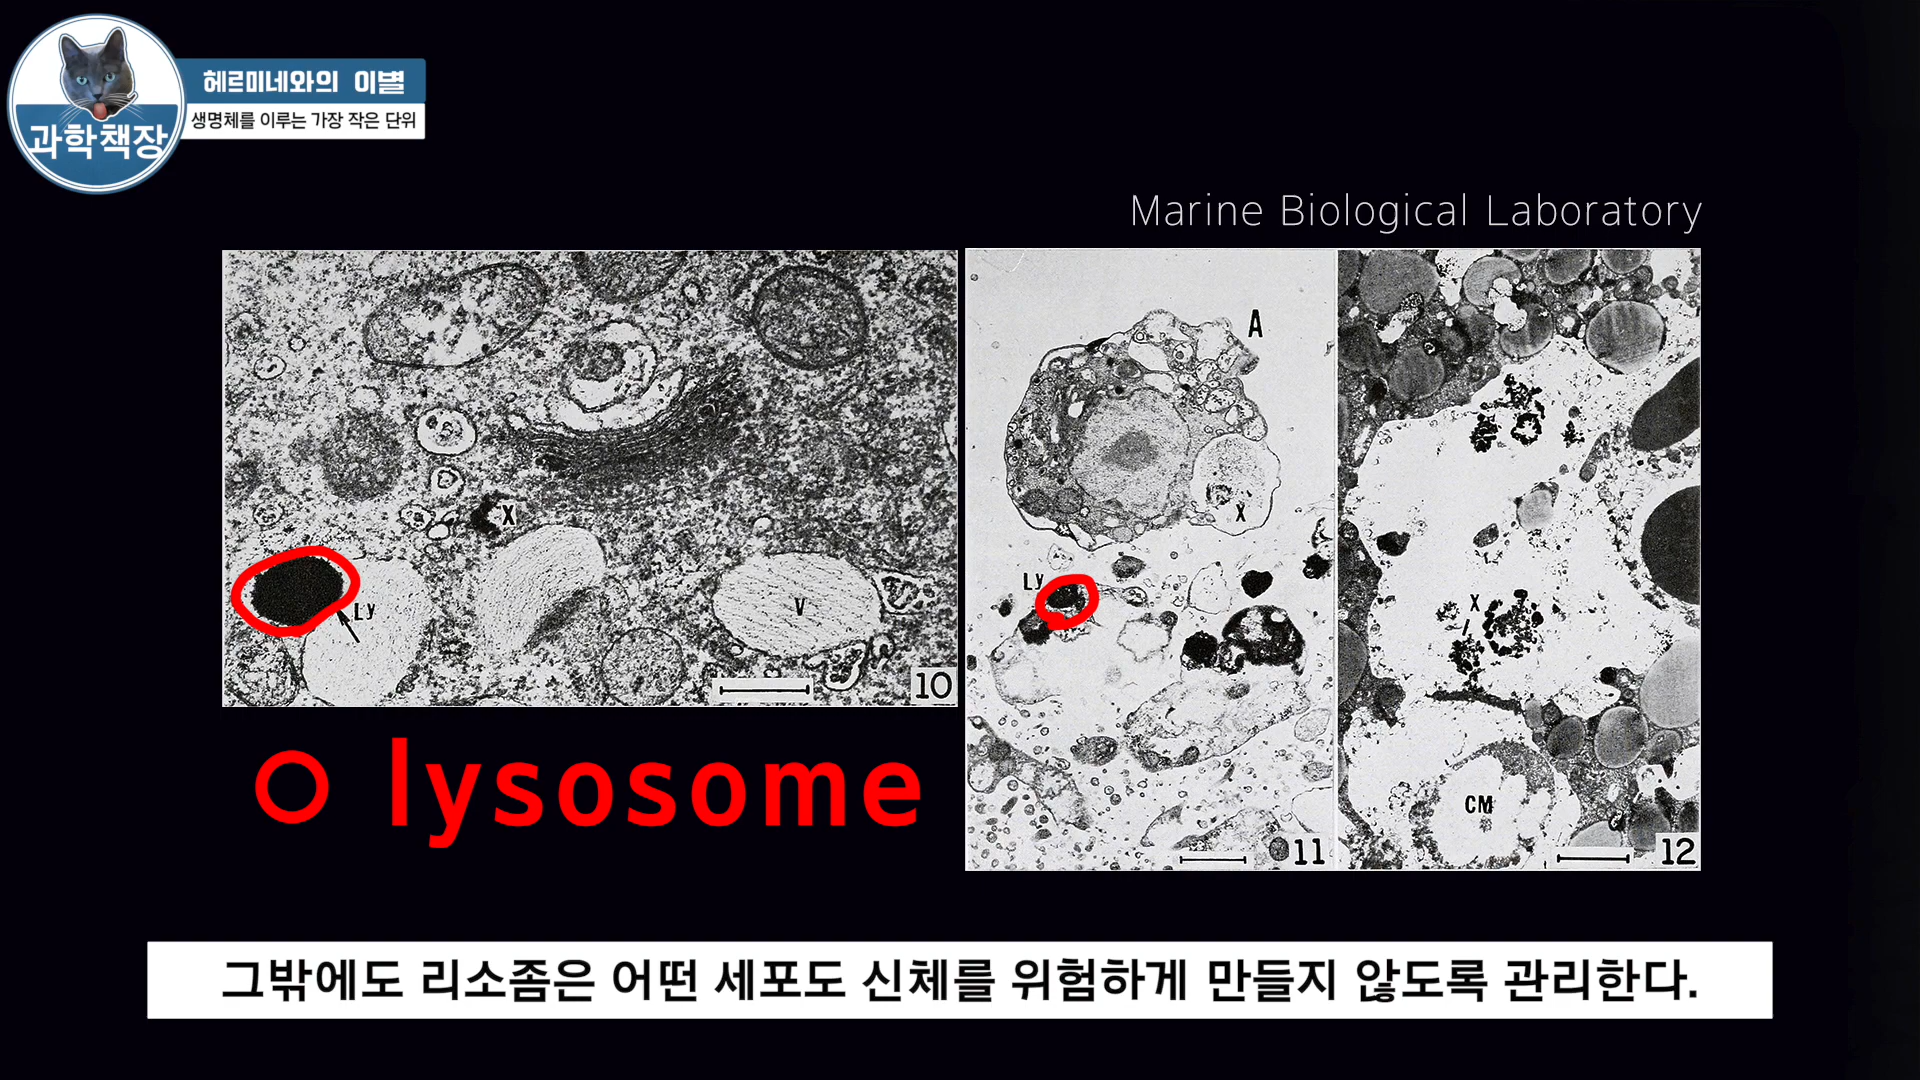 헤르미네와의 이별
생명체를 이루는 가장 작은 단위
과학책장
Marine Biological Laboratory
A
X
X
Ly
Ly
V
X
CM
10
11
12
lysosome
그밖에도 리소좀은 어떤 세포도 신체를 위험하게 만들지 않도록 관리한다.